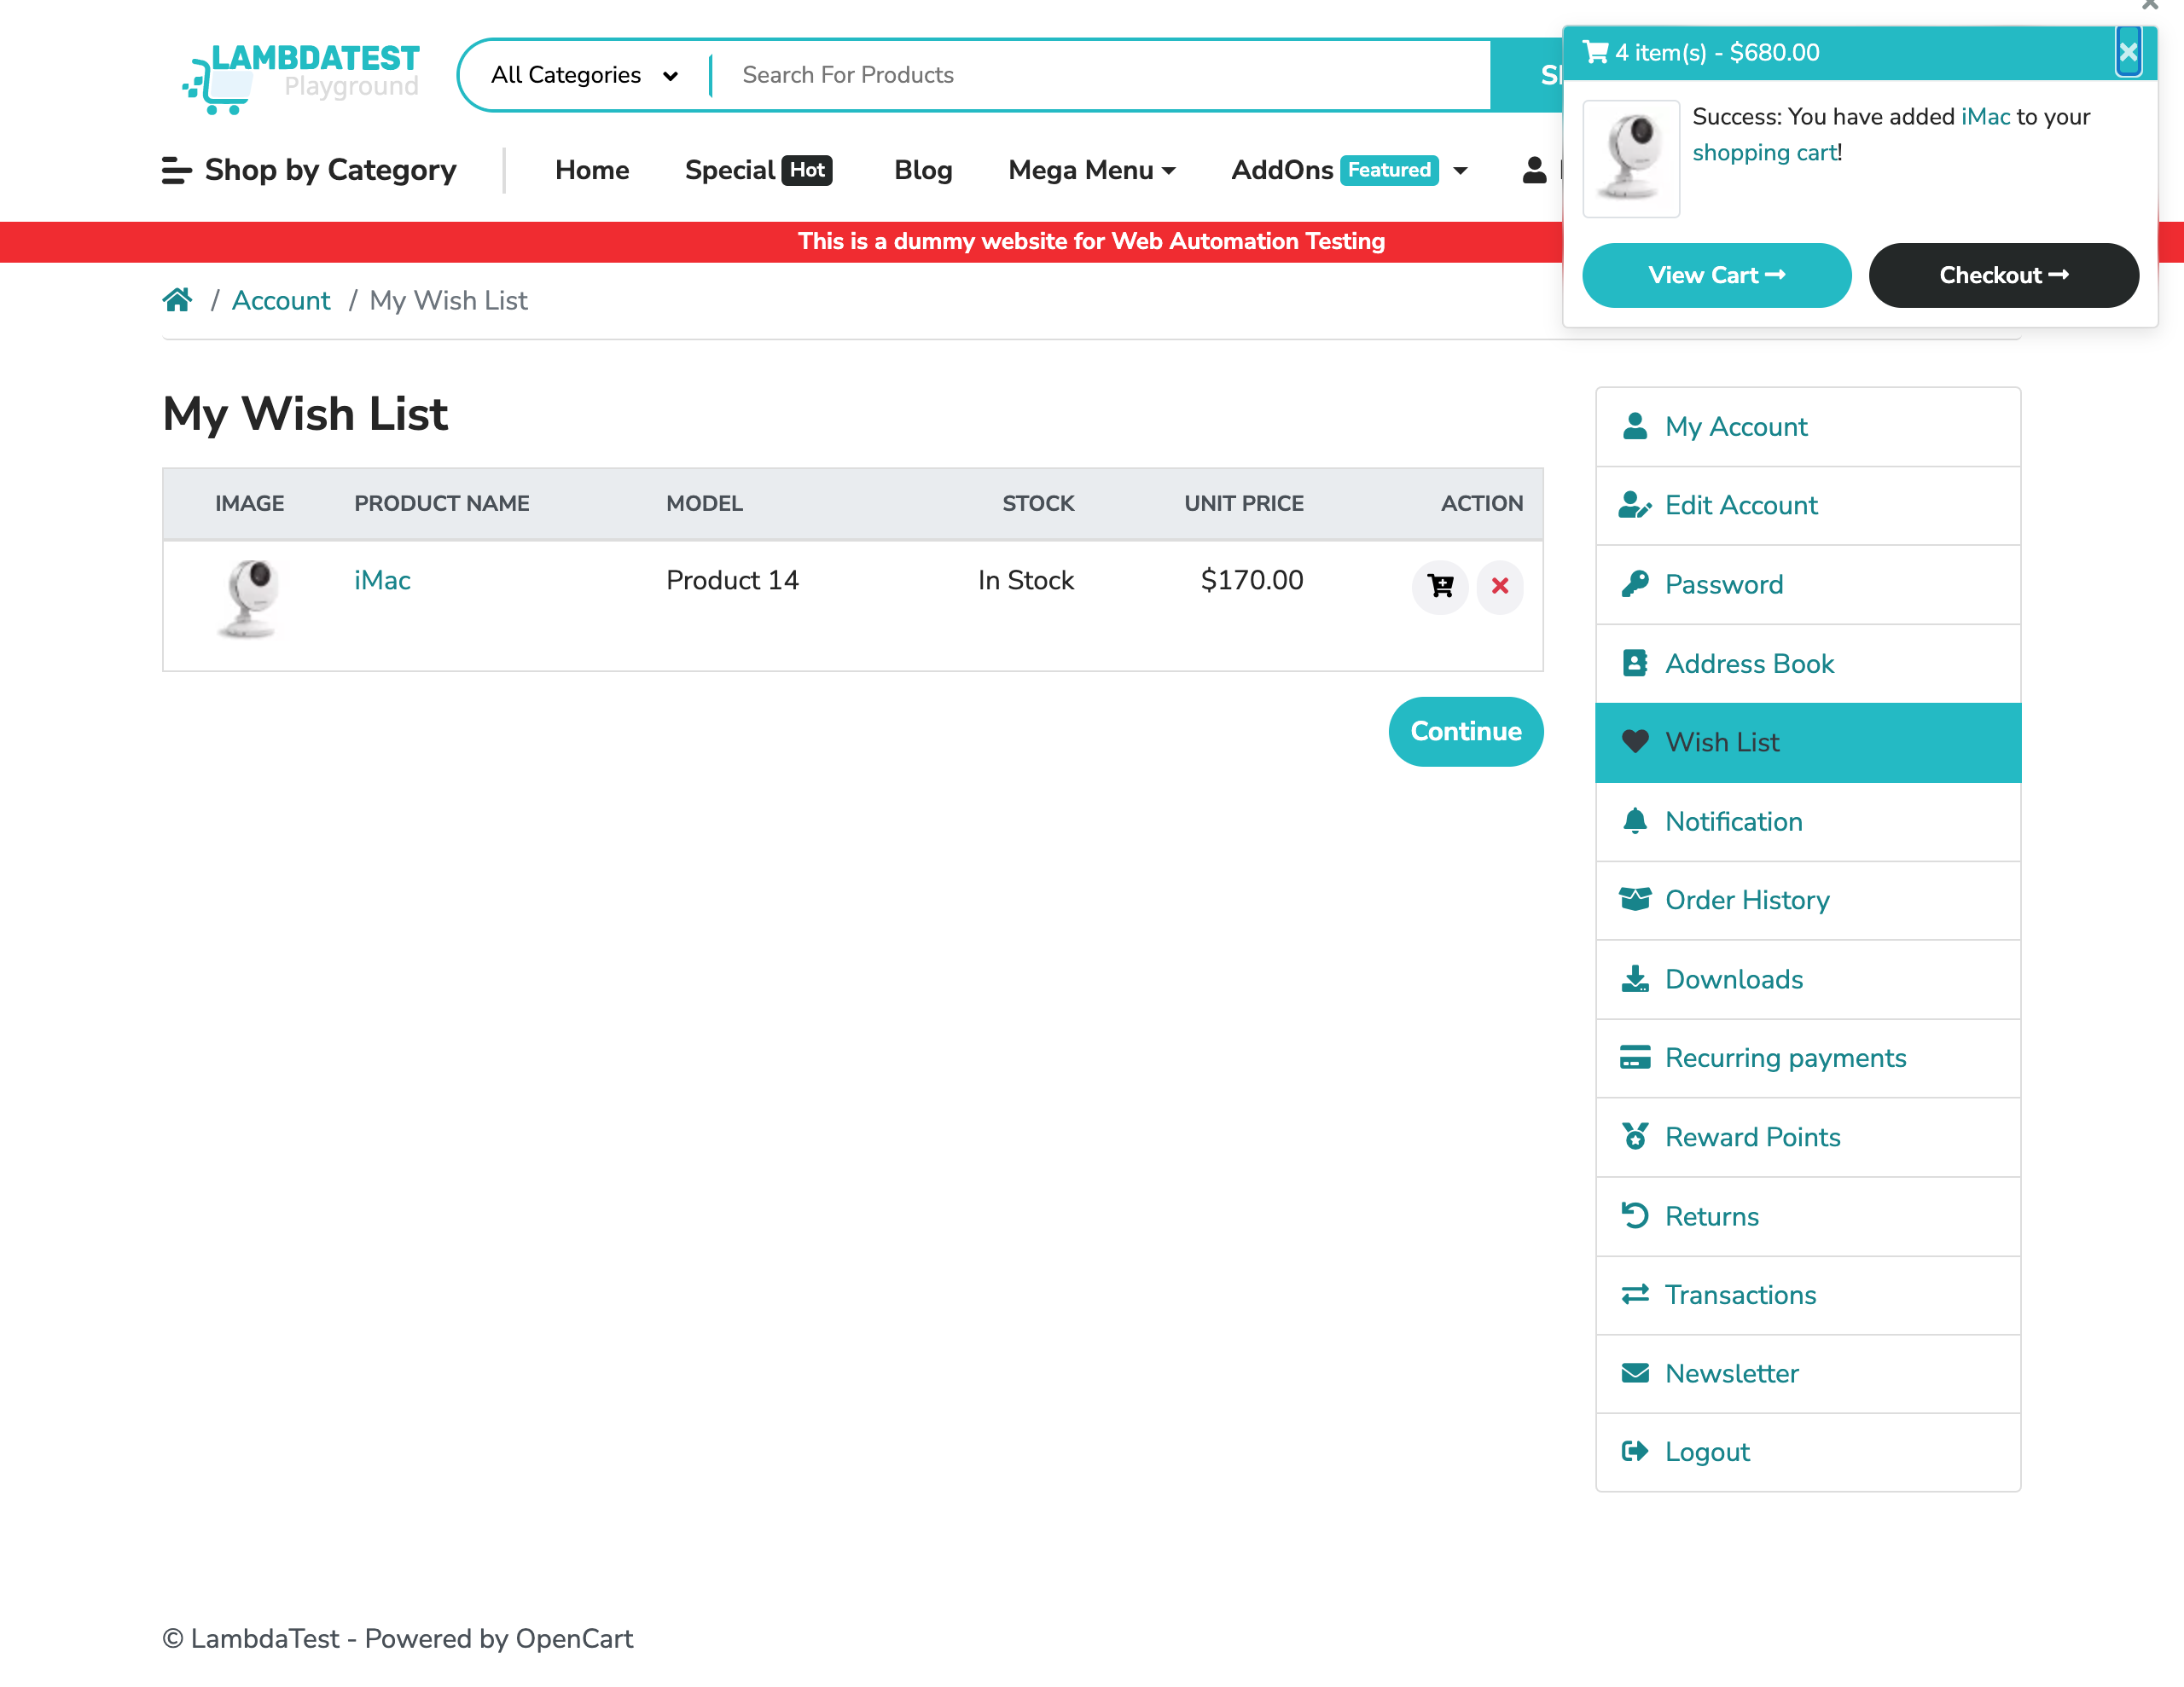 LAMBDATEST
Playground
All Categories
Search For Products
4 item(s) - $680.00
×
Success: You have added iMac to your
shopping cart!
View Cart
Checkout
Shop by Category
Home
Special Hot
Blog
Mega Menu
AddOns Featured
This is a dummy website for Web Automation Testing
/ Account / My Wish List
My Wish List
IMAGE PRODUCT NAME MODEL STOCK UNIT PRICE ACTION
iMac Product 14 In Stock $170.00
Continue
My Account
Edit Account
Password
Address Book
Wish List
Notification
Order History
Downloads
Recurring payments
Reward Points
Returns
Transactions
Newsletter
Logout
© LambdaTest - Powered by OpenCart